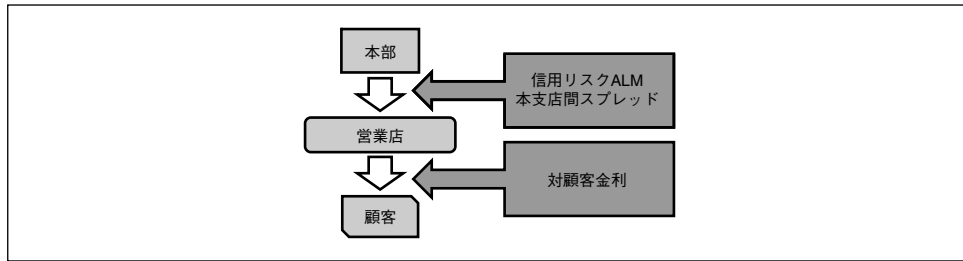 本部
信用リスクALM
本支店間スプレッド
営業店
対顧客金利
顧客